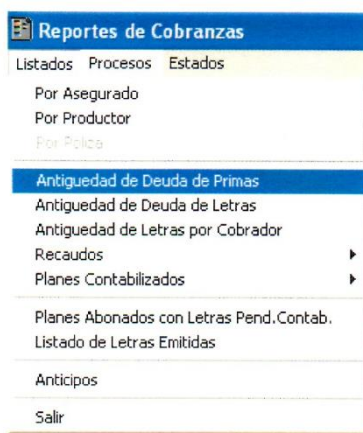 Reportes de Cobranzas
Listados Procesos Estados
Por Asegurado
Por Productor
Por Poliza
Antiguedad de Deuda de Primas
Antiguedad de Deuda de Letras
Antiguedad de Letras por Cobrador
Recaudos
Planes Contabilizados
Planes Abonados con Letras Pend.Contab.
Listado de Letras Emitidas
Anticipos
Salir